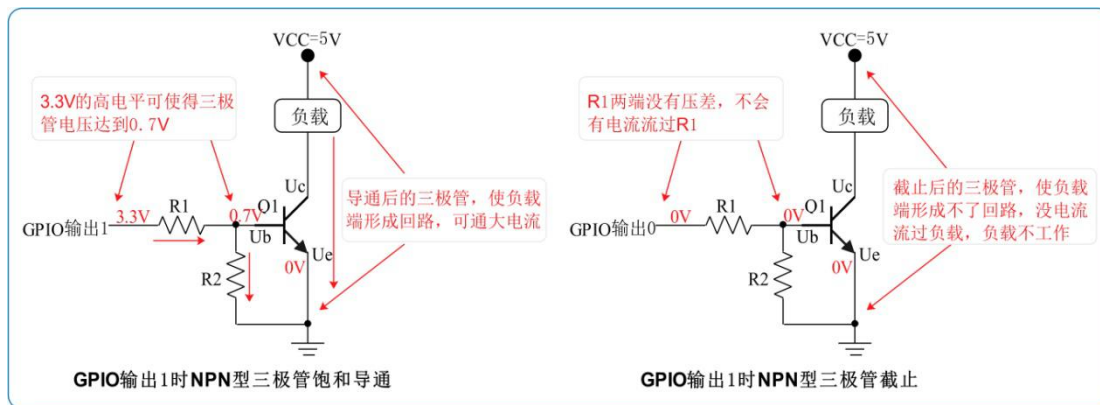 VCC=5V
3.3V的高电平可使得三极
管电压达到0.7V
负载
导通后的三极管，使负载
端形成回路，可通大电流
Uc
Q1
3.3V
R1
0.7V
GPIO输出1
Ub
Ue
0V
R2
GPIO输出1时NPN型三极管饱和导通
VCC=5V
R1两端没有压差，不会
有电流流过R1
负载
截止后的三极管，使负载
端形成不了回路，没电流
流过负载，负载不工作
Uc
Q1
0V
R1
0V
GPIO输出0
Ub
Ue
0V
R2
GPIO输出1时NPN型三极管截止